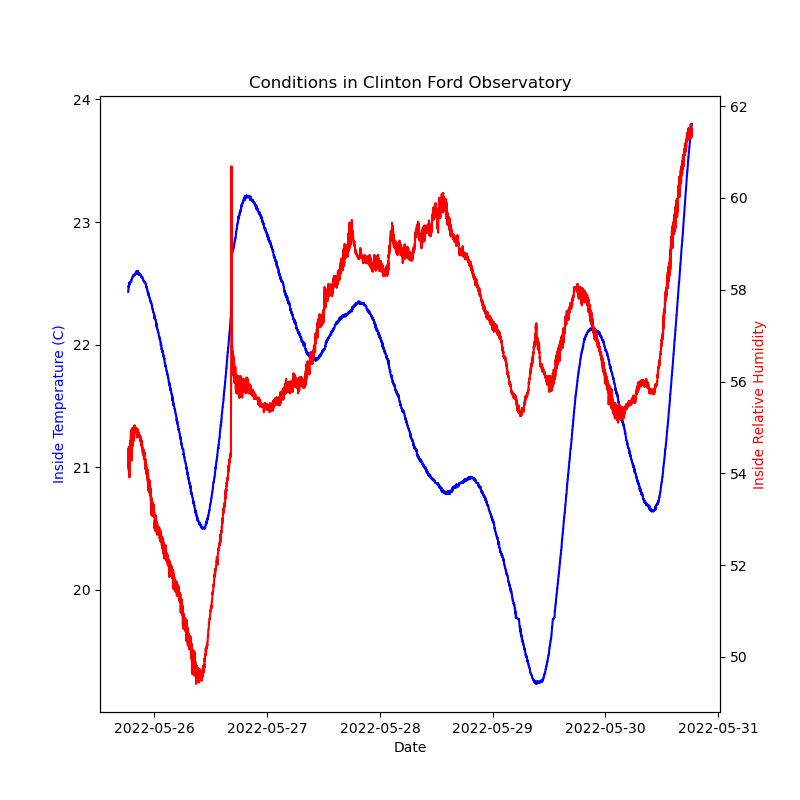 Conditions in Clinton Ford Observatory
24
23
22
21
20
Inside Temperature (C)
62
60
58
56
54
52
50
Inside Relative Humidity
2022-05-26 2022-05-27 2022-05-28 2022-05-29 2022-05-30 2022-05-31
Date